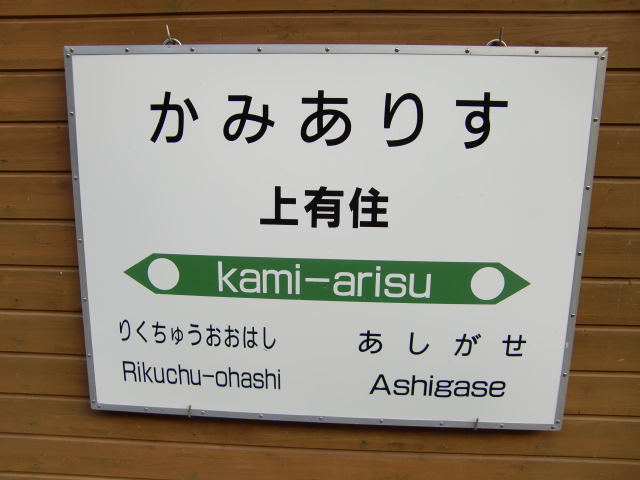 かみありす
上有住
kami-arisu
りくちゅうおおはし
Rikuchu-ohashi
あしがせ
Ashigase